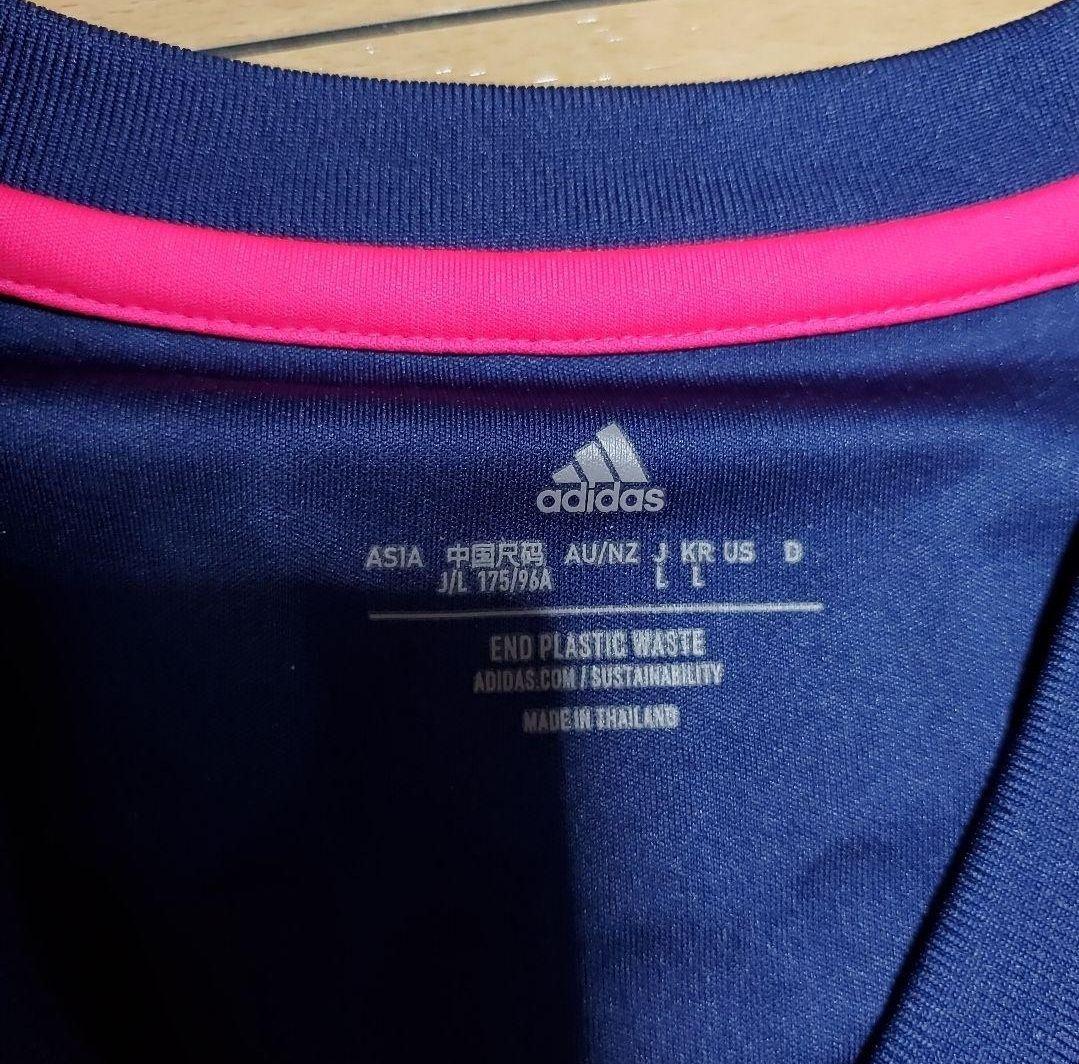 adidas
ASIA 中国尺码 AU/NZ J KR US D
J/L 175/96A L L
END PLASTIC WASTE
ADIDAS.COM / SUSTAINABILITY
MADE IN THAILAND